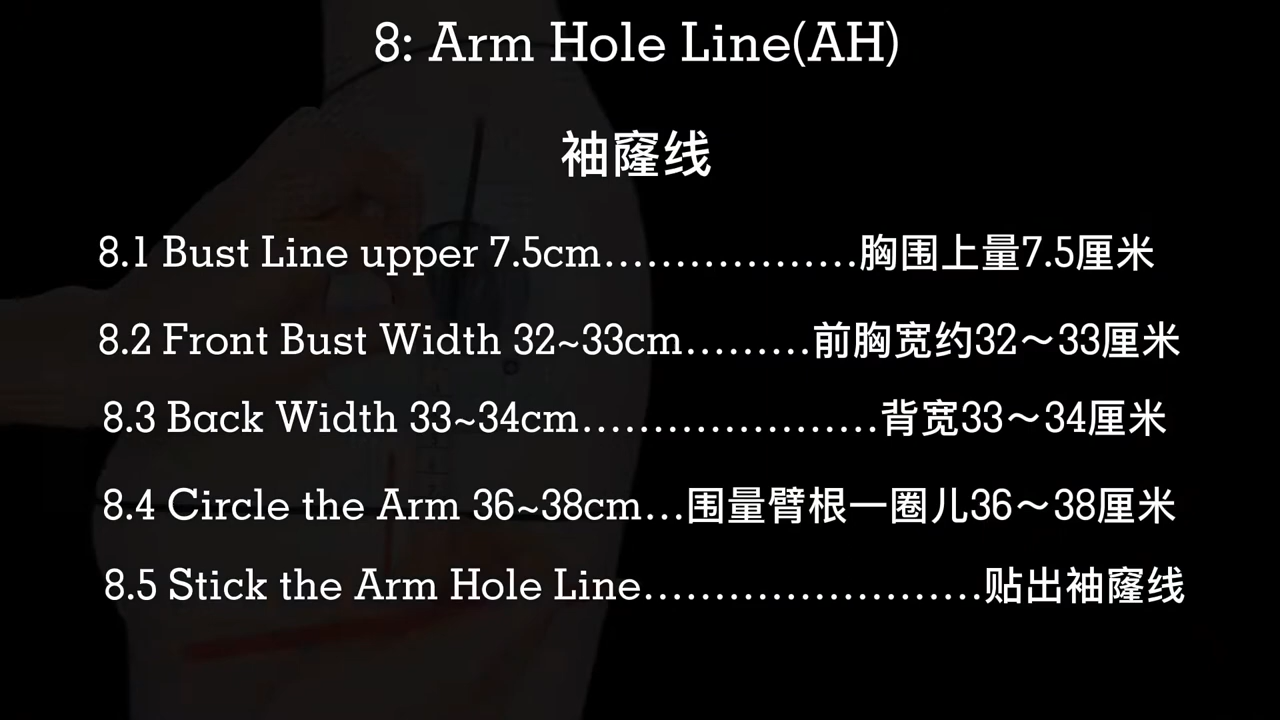 8: Arm Hole Line(AH)
袖窿线
8.1 Bust Line upper 7.5cm..................胸围上量7.5厘米
8.2 Front Bust Width 32~33cm.........前胸宽约32～33厘米
8.3 Back Width 33~34cm.....................背宽33～34厘米
8.4 Circle the Arm 36~38cm...围量臂根一圈儿36～38厘米
8.5 Stick the Arm Hole Line........................贴出袖窿线